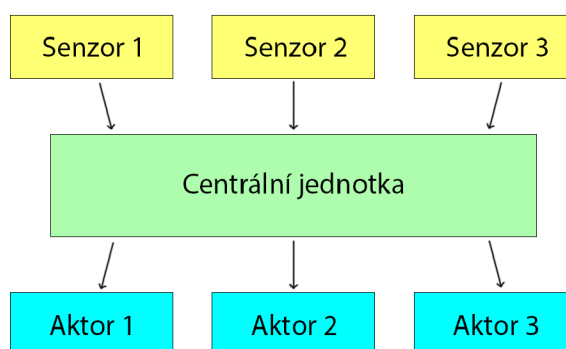 Senzor 1
Senzor 2
Senzor 3
Centrální jednotka
Aktor 1
Aktor 2
Aktor 3